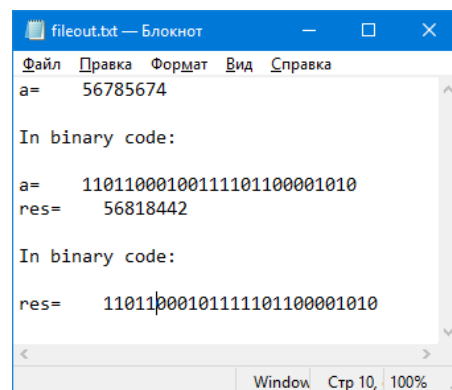 fileout.txt — Блокнот
Файл Правка Формат Вид Справка
a= 56785674
In binary code:
a= 11011000100111101100001010
res= 56818442
In binary code:
res= 11011000101111101100001010
Window Стр 10, 100%